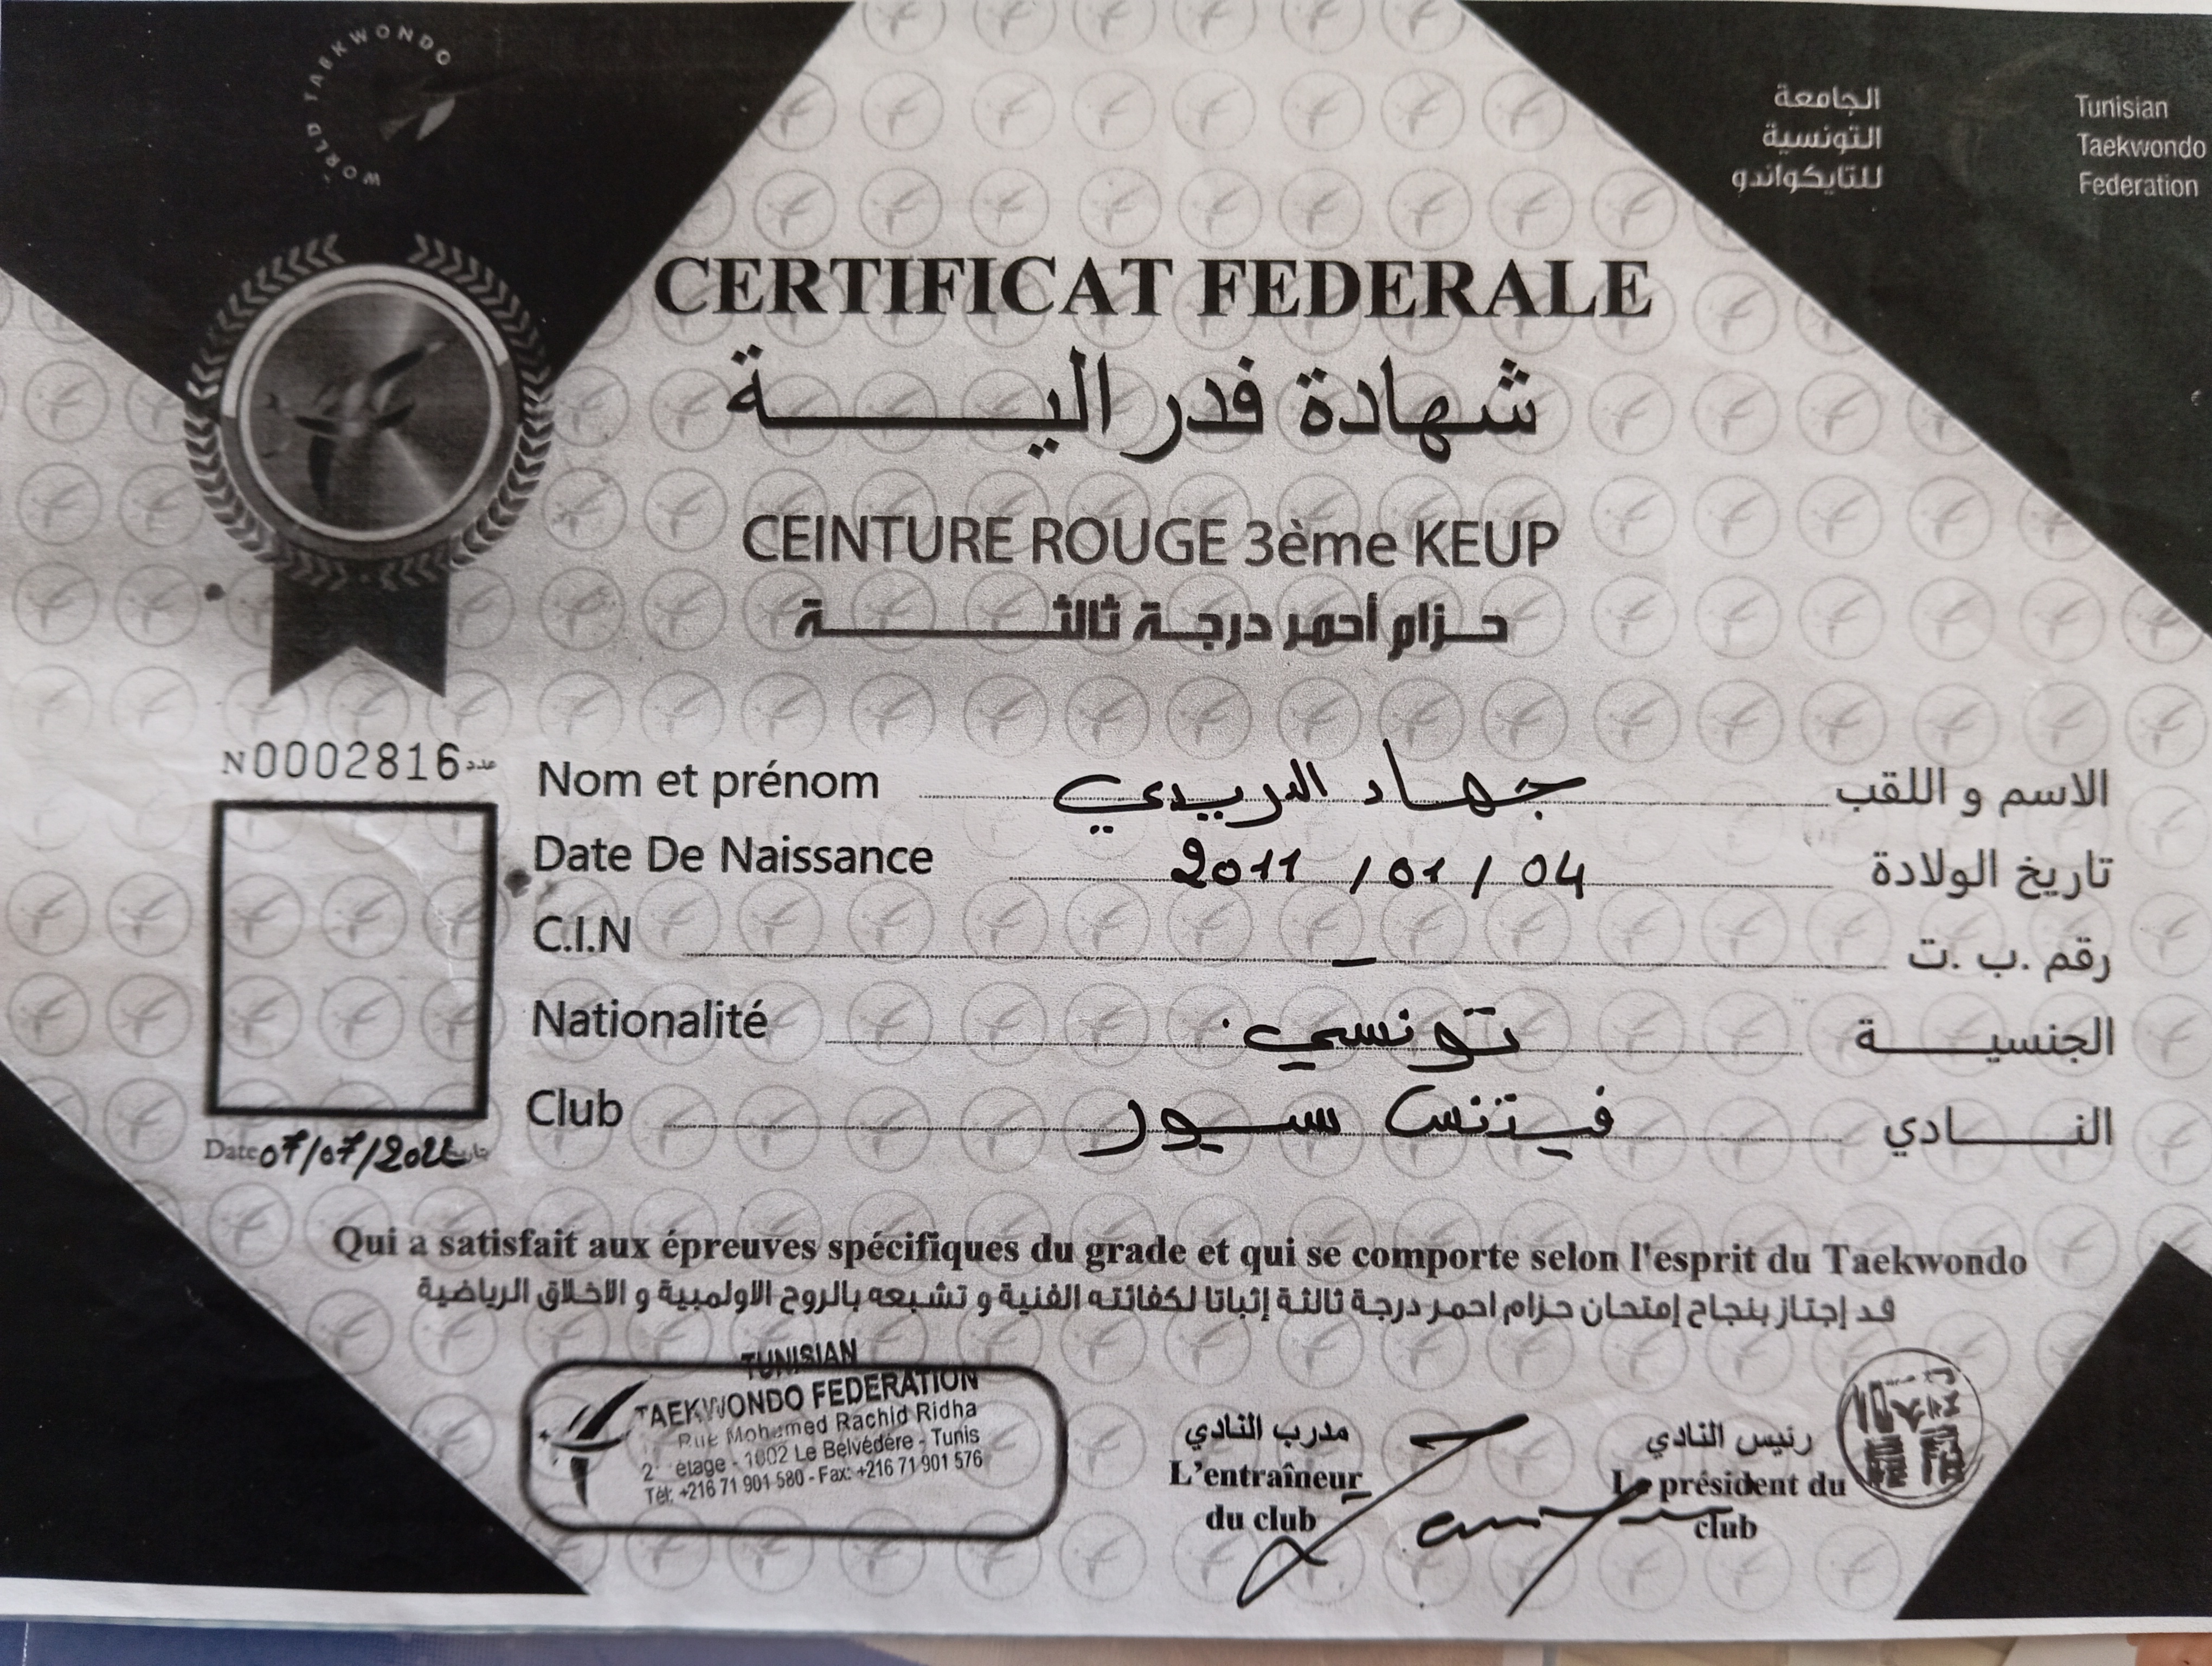 WORLD TAEKWONDO
الجامعة
التونسية
للتايكواندو
Tunisian
Taekwondo
Federation
CERTIFICAT FEDERALE
شهادة فدرالية
CEINTURE ROUGE 3ème KEUP
حزام أحمر درجة ثالثة
N0002816 عدد
Nom et prénom جهاد الدريدي الاسم و اللقب
Date De Naissance 2011 / 01 / 04 تاريخ الولادة
C.I.N - رقم .ب .ت
Nationalité تونسي الجنسية
Club فيتنس سيور النادي
Date 07/07/2022 تاريخ
Qui a satisfait aux épreuves spécifiques du grade et qui se comporte selon l'esprit du Taekwondo
قد إجتاز بنجاح إمتحان حزام احمر درجة ثالثة إثباتا لكفائته الفنية و تشبعه بالروح الاولمبية و الاخلاق الرياضية
TUNISIAN
TAEKWONDO FEDERATION
Rue Mohamed Rachid Ridha
2 étage - 1002 Le Belvédére - Tunis
Tél: +216 71 901 580 - Fax: +216 71 901 576
مدرب النادي
L'entraîneur
du club
رئيس النادي
Le président du
club